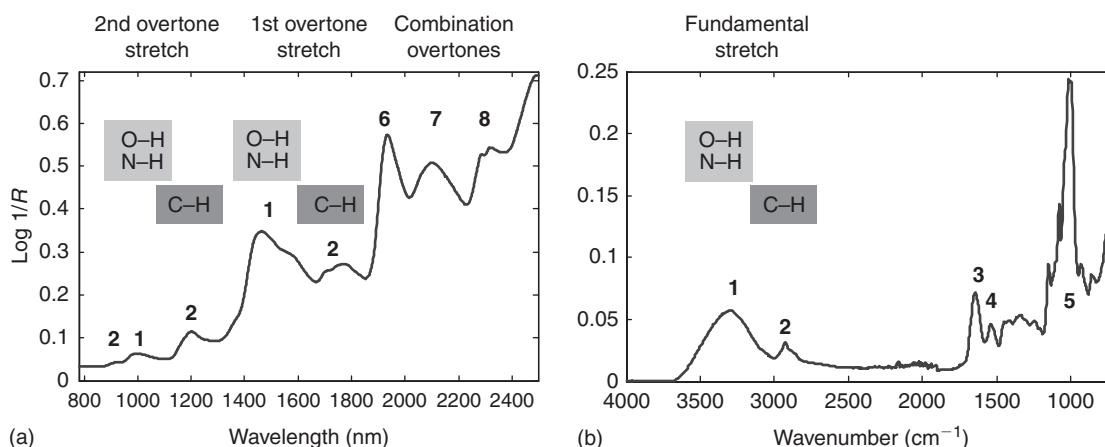 2nd overtone
stretch
1st overtone
stretch
Combination
overtones
Log 1/R
0.7
0.6
0.5
0.4
0.3
0.2
0.1
0
O–H
N–H
C–H
O–H
N–H
C–H
2
1
2
1
2
6
7
8
800 1000 1200 1400 1600 1800 2000 2200 2400
(a)
Wavelength (nm)
Fundamental
stretch
0.25
0.2
0.15
0.1
0.05
0
O–H
N–H
C–H
1
2
3
4
5
4000 3500 3000 2500 2000 1500 1000
(b)
Wavenumber (cm⁻¹)